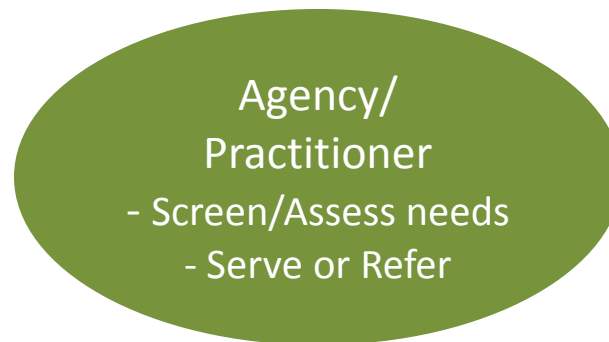 Agency/
Practitioner
- Screen/Assess needs
- Serve or Refer